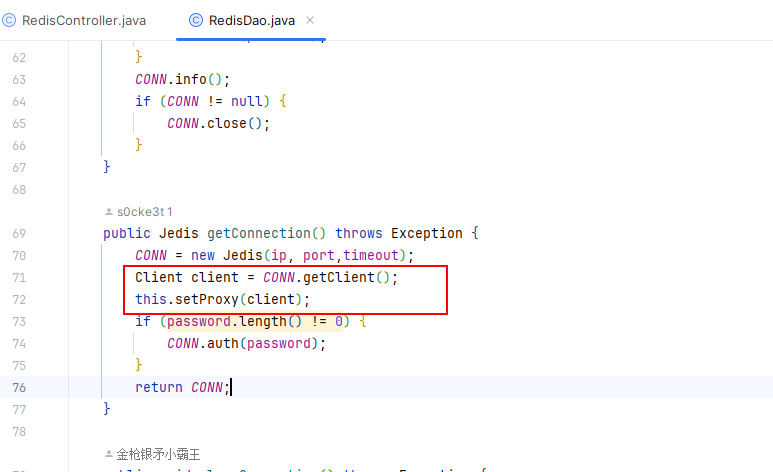 RedisController.java RedisDao.java
62 }
63 CONN.info();
64 if (CONN != null) {
65 CONN.close();
66 }
67 }
68
s0cke3t 1
69 public Jedis getConnection() throws Exception {
70 CONN = new Jedis(ip, port,timeout);
71 Client client = CONN.getClient();
72 this.setProxy(client);
73 if (password.length() != 0) {
74 CONN.auth(password);
75 }
76 return CONN;
77 }
78
金枪银矛小霸王